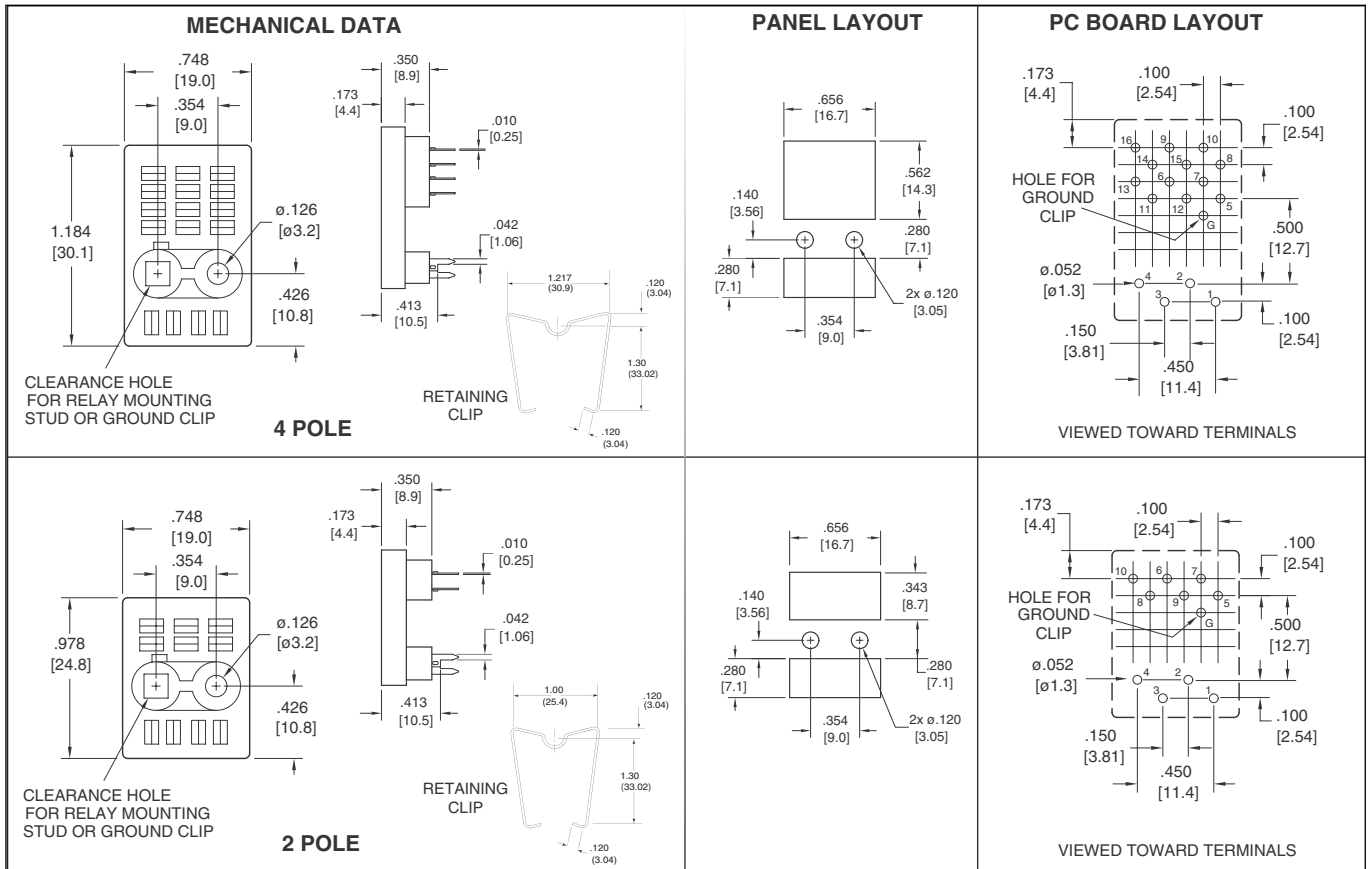 MECHANICAL DATA
PANEL LAYOUT
PC BOARD LAYOUT
.748
[19.0]
.354
[9.0]
1.184
[30.1]
ø.126
[ø3.2]
.426
[10.8]
CLEARANCE HOLE
FOR RELAY MOUNTING
STUD OR GROUND CLIP
4 POLE
.350
[8.9]
.173
[4.4]
.010
[0.25]
.042
[1.06]
.413
[10.5]
1.217
(30.9)
.120
(3.04)
1.30
(33.02)
.120
(3.04)
RETAINING
CLIP
.656
[16.7]
.562
[14.3]
.140
[3.56]
.280
[7.1]
.280
[7.1]
2x ø.120
[3.05]
.354
[9.0]
.173
[4.4]
.100
[2.54]
.100
[2.54]
16 9 10
14 15 8
13 6 7
11 12 5
G
HOLE FOR
GROUND
CLIP
.500
[12.7]
ø.052
[ø1.3]
4 2
3 1
.150
[3.81]
.450
[11.4]
.100
[2.54]
VIEWED TOWARD TERMINALS
.748
[19.0]
.354
[9.0]
.978
[24.8]
ø.126
[ø3.2]
.426
[10.8]
CLEARANCE HOLE
FOR RELAY MOUNTING
STUD OR GROUND CLIP
2 POLE
.350
[8.9]
.173
[4.4]
.010
[0.25]
.042
[1.06]
.413
[10.5]
1.00
(25.4)
.120
(3.04)
1.30
(33.02)
.120
(3.04)
RETAINING
CLIP
.656
[16.7]
.343
[8.7]
.140
[3.56]
.280
[7.1]
.280
[7.1]
2x ø.120
[3.05]
.354
[9.0]
.173
[4.4]
.100
[2.54]
.100
[2.54]
10 6 7
8 9 5
G
HOLE FOR
GROUND
CLIP
.500
[12.7]
ø.052
[ø1.3]
4 2
3 1
.150
[3.81]
.450
[11.4]
.100
[2.54]
VIEWED TOWARD TERMINALS